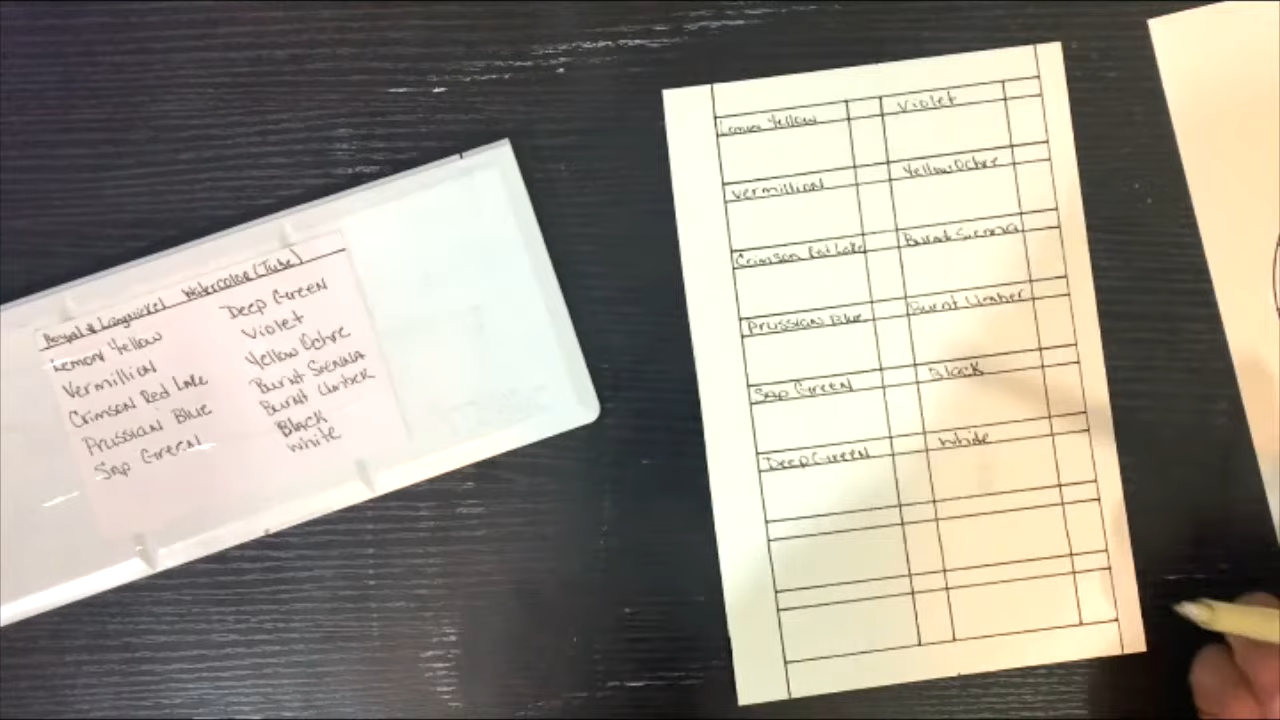 Royal & Langnickel Watercolor (Tube)
Lemon Yellow
Vermillion
Crimson Red Lake
Prussian Blue
Sap Green
Deep Green
Violet
Yellow Ochre
Burnt Sienna
Burnt Umber
Black
White
Lemon Yellow
Vermillion
Crimson Red Lake
Prussian Blue
Sap Green
Deep Green
Violet
Yellow Ochre
Burnt Sienna
Burnt Umber
Black
White